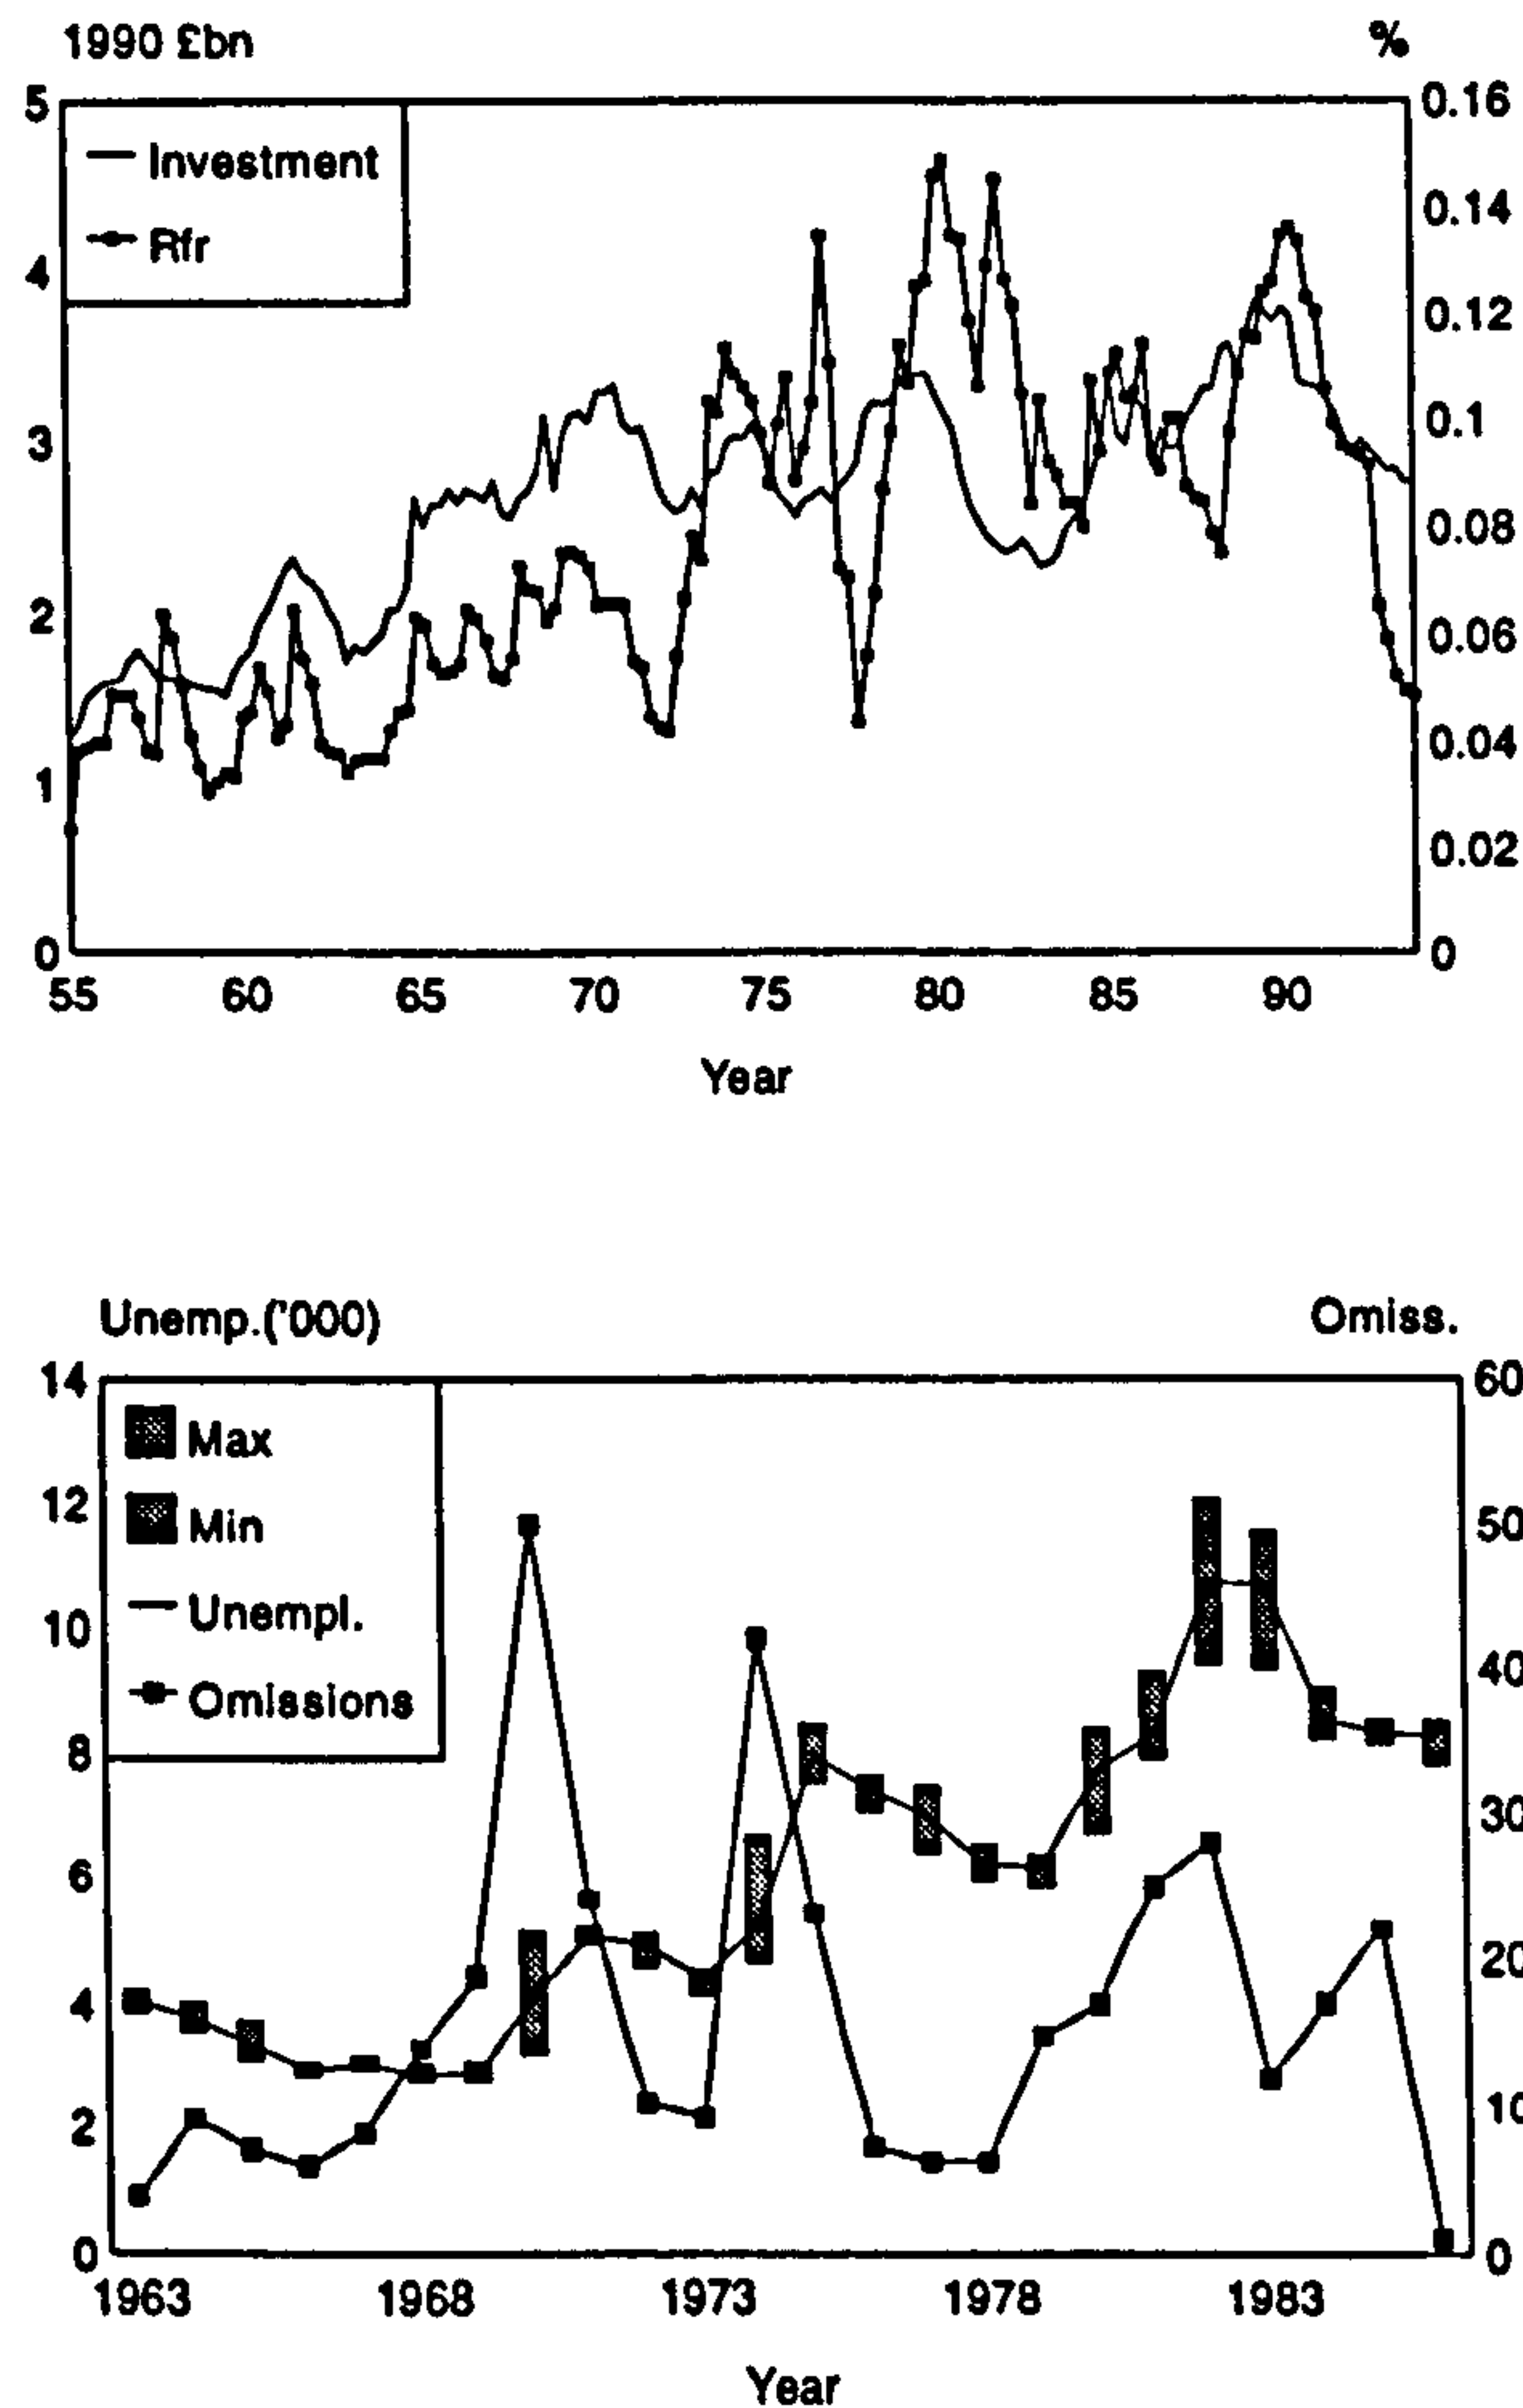 1990 £bn %
5 0.16
Investment
0.14
Rfr
4
0.12
3 0.1
0.08
2
0.06
0.04
1
0.02
0 0
55 60 65 70 75 80 85 90
Year
Unemp.('000) Omiss.
14 60
Max
12 50
Min
Unempl.
10
40
Omissions
8
30
6
20
4
2 10
0 0
1963 1968 1973 1978 1983
Year